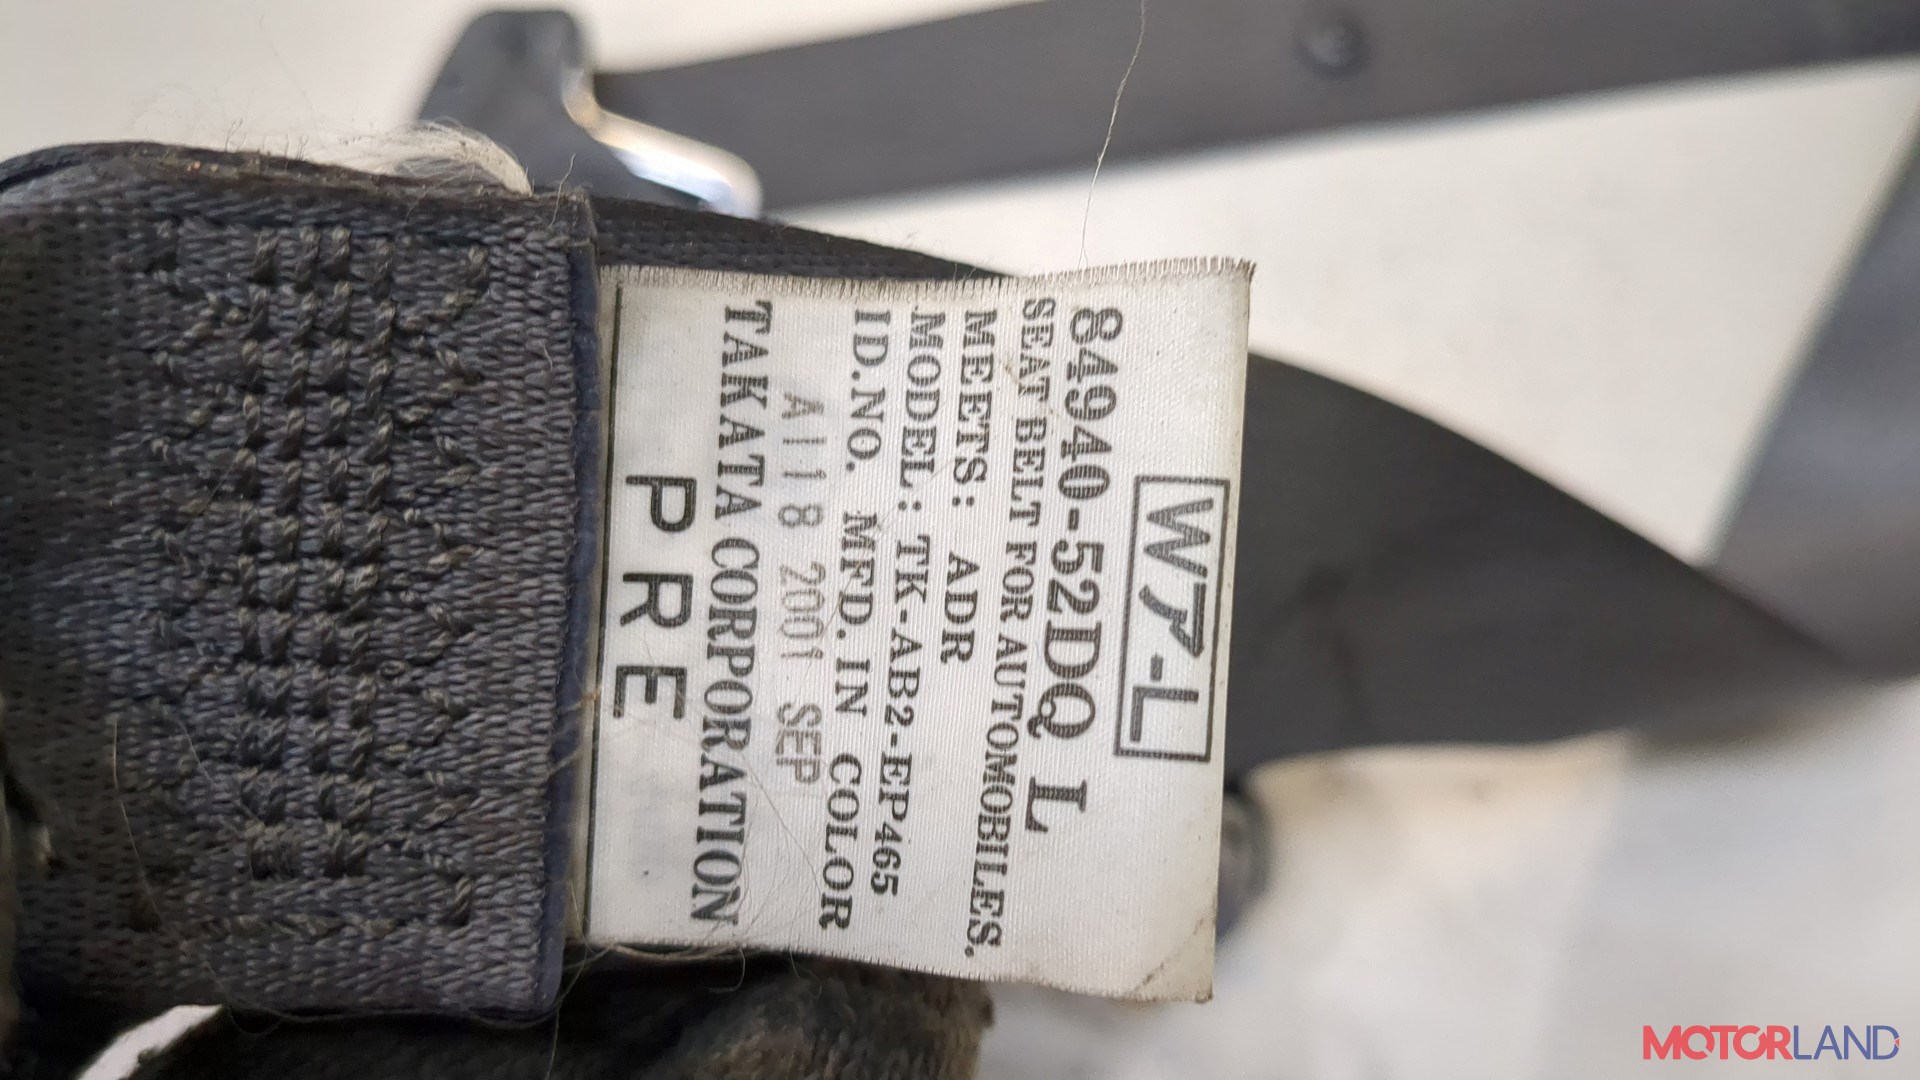 Wア-L
84940-52DQ L
SEAT BELT FOR AUTOMOBILES.
MEETS: ADR
MODEL: TK-AB2-EP465
ID.NO. MFD.IN COLOR
A118 2001 SEP
TAKATA CORPORATION
PRE
MOTORLAND